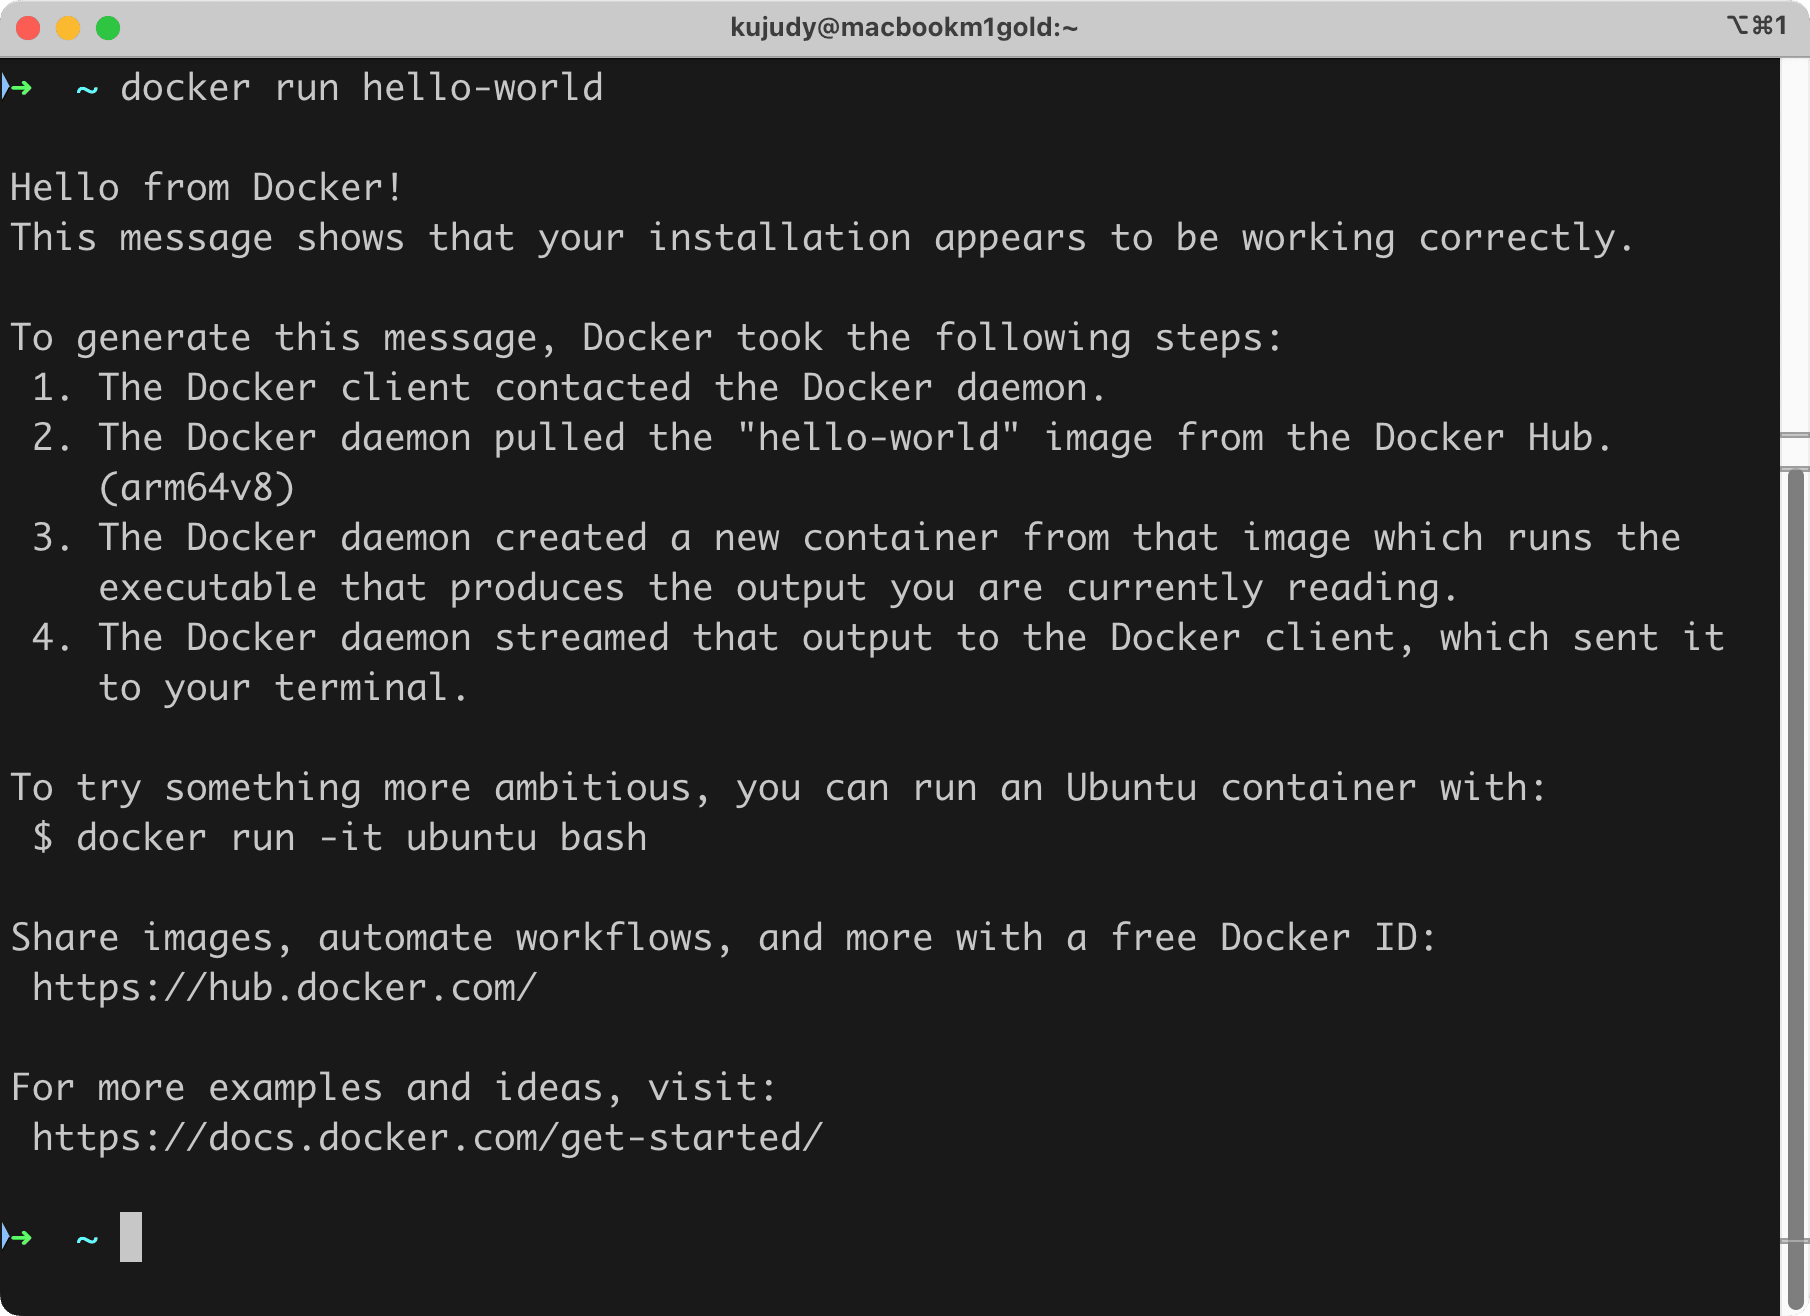 kujudy@macbookm1gold:~
⌥⌘1
➜  ~ docker run hello-world
Hello from Docker!
This message shows that your installation appears to be working correctly.
To generate this message, Docker took the following steps:
1. The Docker client contacted the Docker daemon.
2. The Docker daemon pulled the "hello-world" image from the Docker Hub.
(arm64v8)
3. The Docker daemon created a new container from that image which runs the
executable that produces the output you are currently reading.
4. The Docker daemon streamed that output to the Docker client, which sent it
to your terminal.
To try something more ambitious, you can run an Ubuntu container with:
$ docker run -it ubuntu bash
Share images, automate workflows, and more with a free Docker ID:
https://hub.docker.com/
For more examples and ideas, visit:
https://docs.docker.com/get-started/
➜  ~